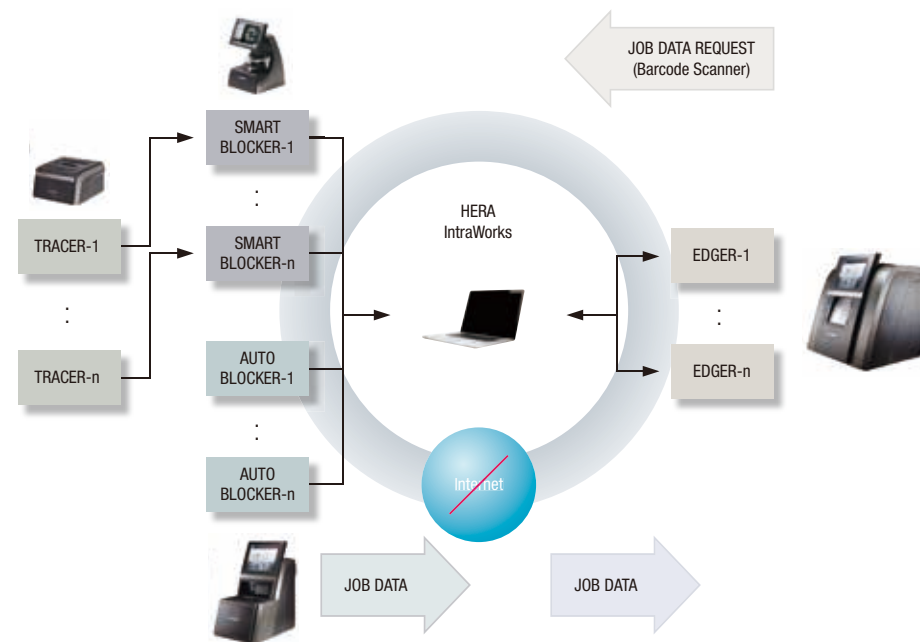 JOB DATA REQUEST
(Barcode Scanner)
SMART
BLOCKER-1
:
TRACER-1
:
TRACER-n
SMART
BLOCKER-n
AUTO
BLOCKER-1
:
AUTO
BLOCKER-n
HERA
IntraWorks
EDGER-1
:
EDGER-n
Internet
JOB DATA
JOB DATA